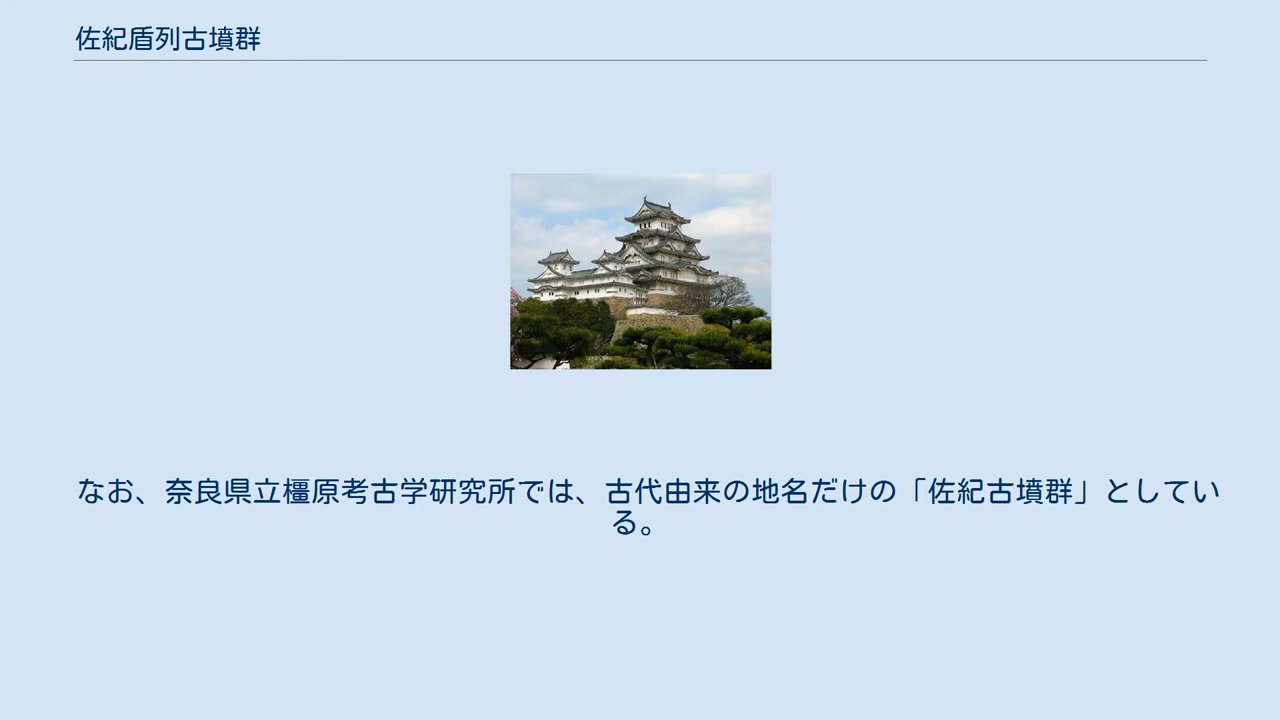 佐紀盾列古墳群
なお、奈良県立橿原考古学研究所では、古代由来の地名だけの「佐紀古墳群」としてい
る。